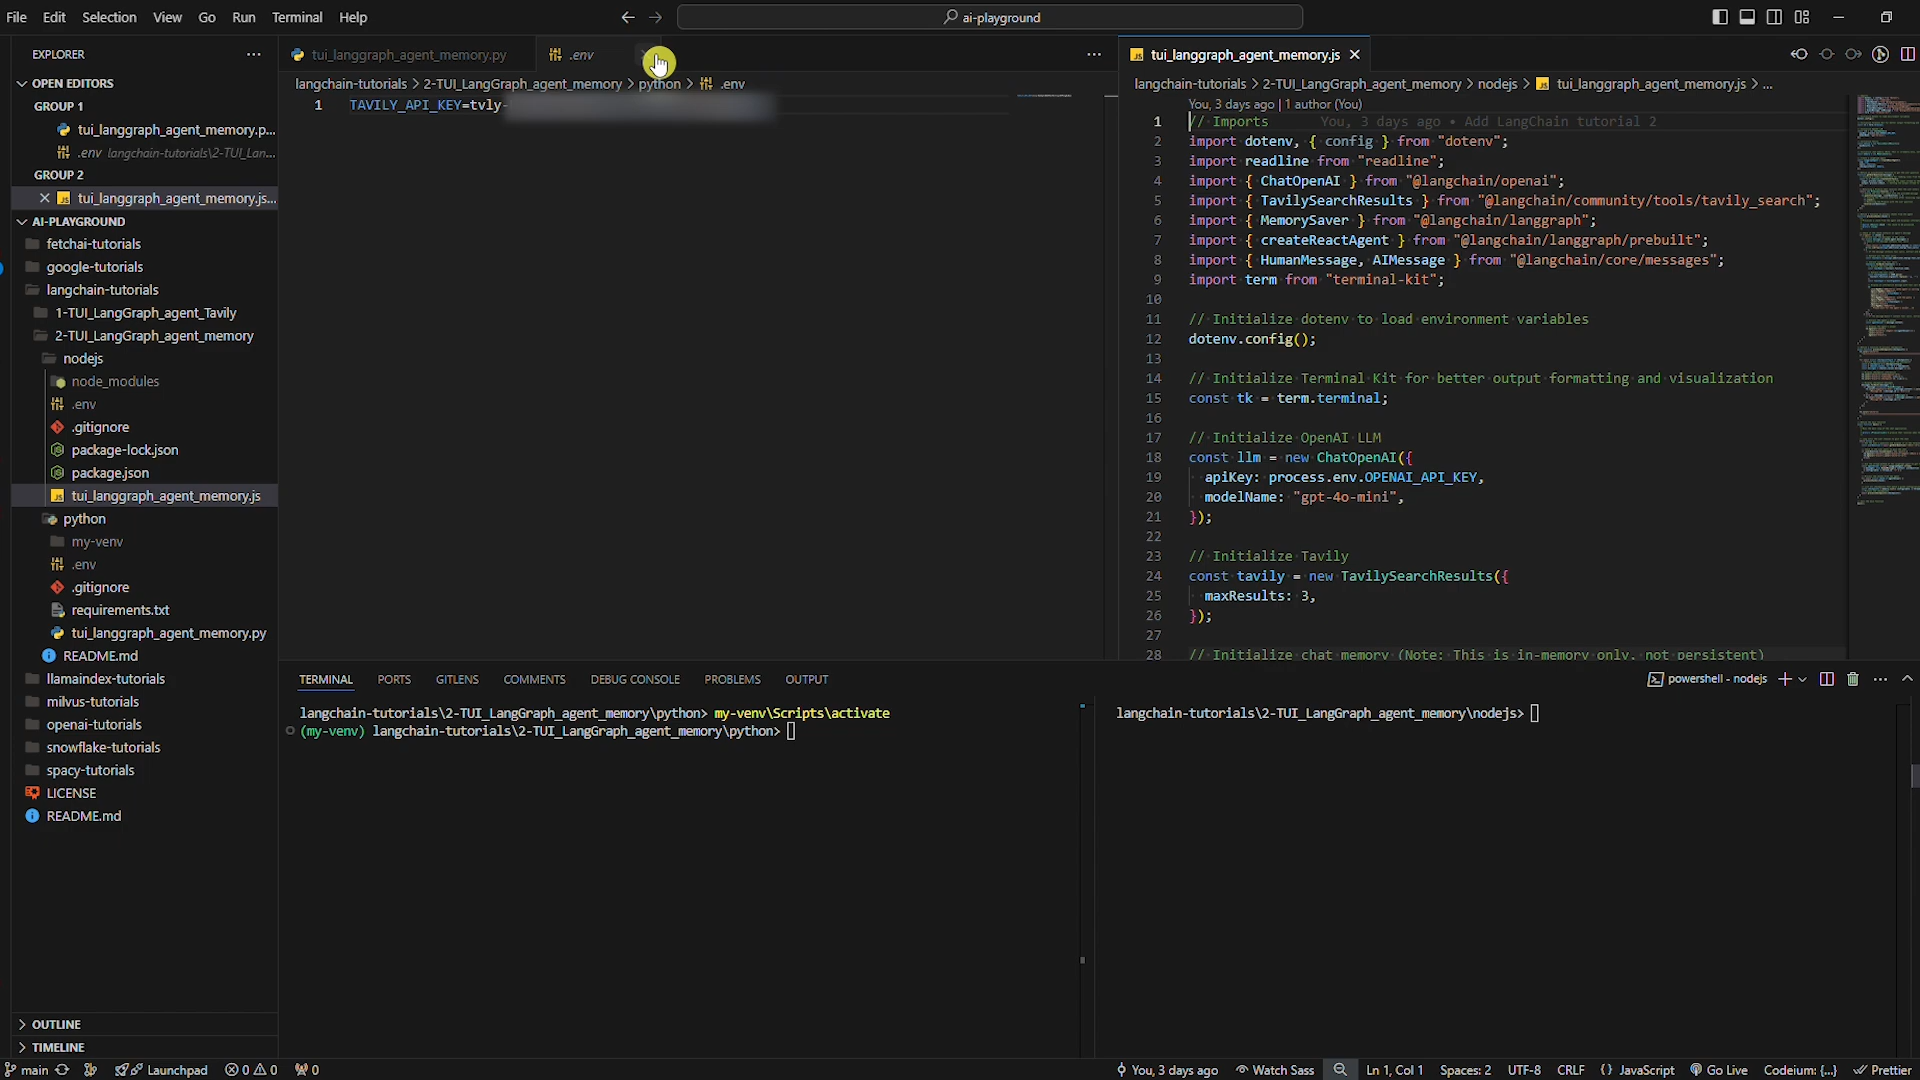 File Edit Selection View Go Run Terminal Help
ai-playground
EXPLORER
OPEN EDITORS
GROUP 1
tui_langgraph_agent_memory.p...
.env langchain-tutorials\2-TUI_Lan...
GROUP 2
tui_langgraph_agent_memory.js...
AI-PLAYGROUND
fetchai-tutorials
google-tutorials
langchain-tutorials
1-TUI_LangGraph_agent_Tavily
2-TUI_LangGraph_agent_memory
nodejs
node_modules
.env
.gitignore
package-lock.json
package.json
tui_langgraph_agent_memory.js
python
my-venv
.env
.gitignore
requirements.txt
tui_langgraph_agent_memory.py
README.md
llamaindex-tutorials
milvus-tutorials
openai-tutorials
snowflake-tutorials
spacy-tutorials
LICENSE
README.md
OUTLINE
TIMELINE
tui_langgraph_agent_memory.py
.env
langchain-tutorials > 2-TUI_LangGraph_agent_memory > python > .env
1 TAVILY_API_KEY=tvly-
tui_langgraph_agent_memory.js
langchain-tutorials > 2-TUI_LangGraph_agent_memory > nodejs > tui_langgraph_agent_memory.js > ...
You, 3 days ago | 1 author (You)
1 // Imports You, 3 days ago • Add LangChain tutorial 2
2 import dotenv, { config } from "dotenv";
3 import readline from "readline";
4 import { ChatOpenAI } from "@langchain/openai";
5 import { TavilySearchResults } from "@langchain/community/tools/tavily_search";
6 import { MemorySaver } from "@langchain/langgraph";
7 import { createReactAgent } from "@langchain/langgraph/prebuilt";
8 import { HumanMessage, AIMessage } from "@langchain/core/messages";
9 import term from "terminal-kit";
10
11 // Initialize dotenv to load environment variables
12 dotenv.config();
13
14 // Initialize Terminal Kit for better output formatting and visualization
15 const tk = term.terminal;
16
17 // Initialize OpenAI LLM
18 const llm = new ChatOpenAI({
19 apiKey: process.env.OPENAI_API_KEY,
20 modelName: "gpt-4o-mini",
21 });
22
23 // Initialize Tavily
24 const tavily = new TavilySearchResults({
25 maxResults: 3,
26 });
27
28 // Initialize chat memory (Note: This is in-memory only, not persistent)
TERMINAL PORTS GITLENS COMMENTS DEBUG CONSOLE PROBLEMS OUTPUT
powershell - nodejs
langchain-tutorials\2-TUI_LangGraph_agent_memory\python> my-venv\Scripts\activate
(my-venv) langchain-tutorials\2-TUI_LangGraph_agent_memory\python>
langchain-tutorials\2-TUI_LangGraph_agent_memory\nodejs>
main Launchpad 0 0 0 You, 3 days ago Watch Sass Ln 1, Col 1 Spaces: 2 UTF-8 CRLF {} JavaScript Go Live Codeium: {...} Prettier